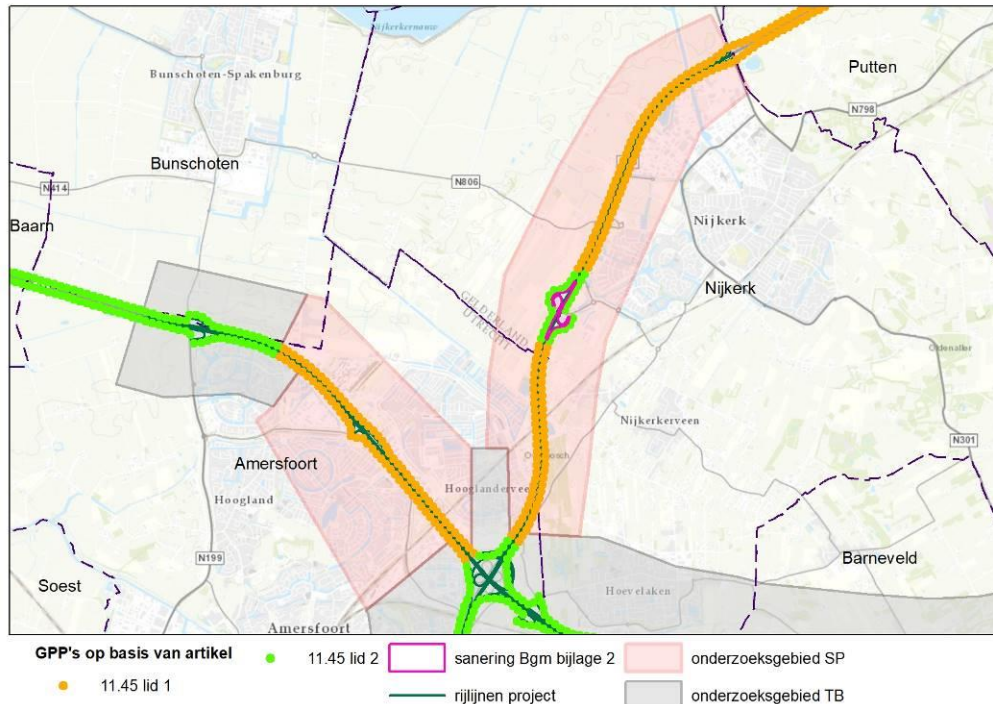 Nijkerkernauw
Putten
Bunschoten-Spakenburg
N798
Bunschoten
N414
N806
Baarn
Nijkerk
Nijkerk
GELDERLAND
UTRECHT
Oldenaller
Nijkerkerveen
N301
Amersfoort
Hoogland
Hooglanderveen
N199
Barneveld
Soest
Hoevelaken
Amersfoort
GPP's op basis van artikel
11.45 lid 1
11.45 lid 2
sanering Bgm bijlage 2
rijlijnen project
onderzoeksgebied SP
onderzoeksgebied TB